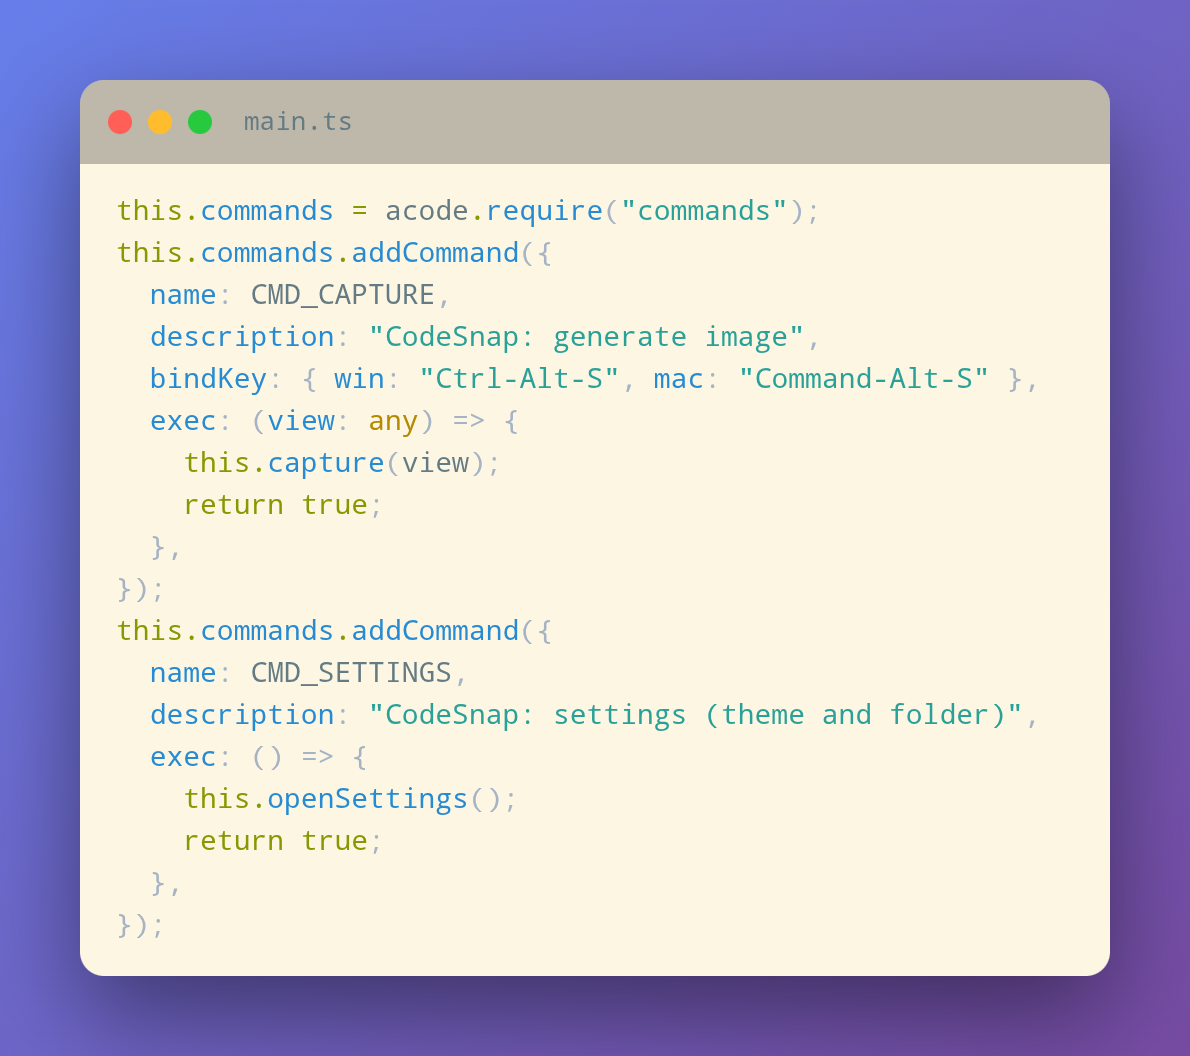 main.ts
this.commands = acode.require("commands");
this.commands.addCommand({
  name: CMD_CAPTURE,
  description: "CodeSnap: generate image",
  bindKey: { win: "Ctrl-Alt-S", mac: "Command-Alt-S" },
  exec: (view: any) => {
    this.capture(view);
    return true;
  },
});
this.commands.addCommand({
  name: CMD_SETTINGS,
  description: "CodeSnap: settings (theme and folder)",
  exec: () => {
    this.openSettings();
    return true;
  },
});